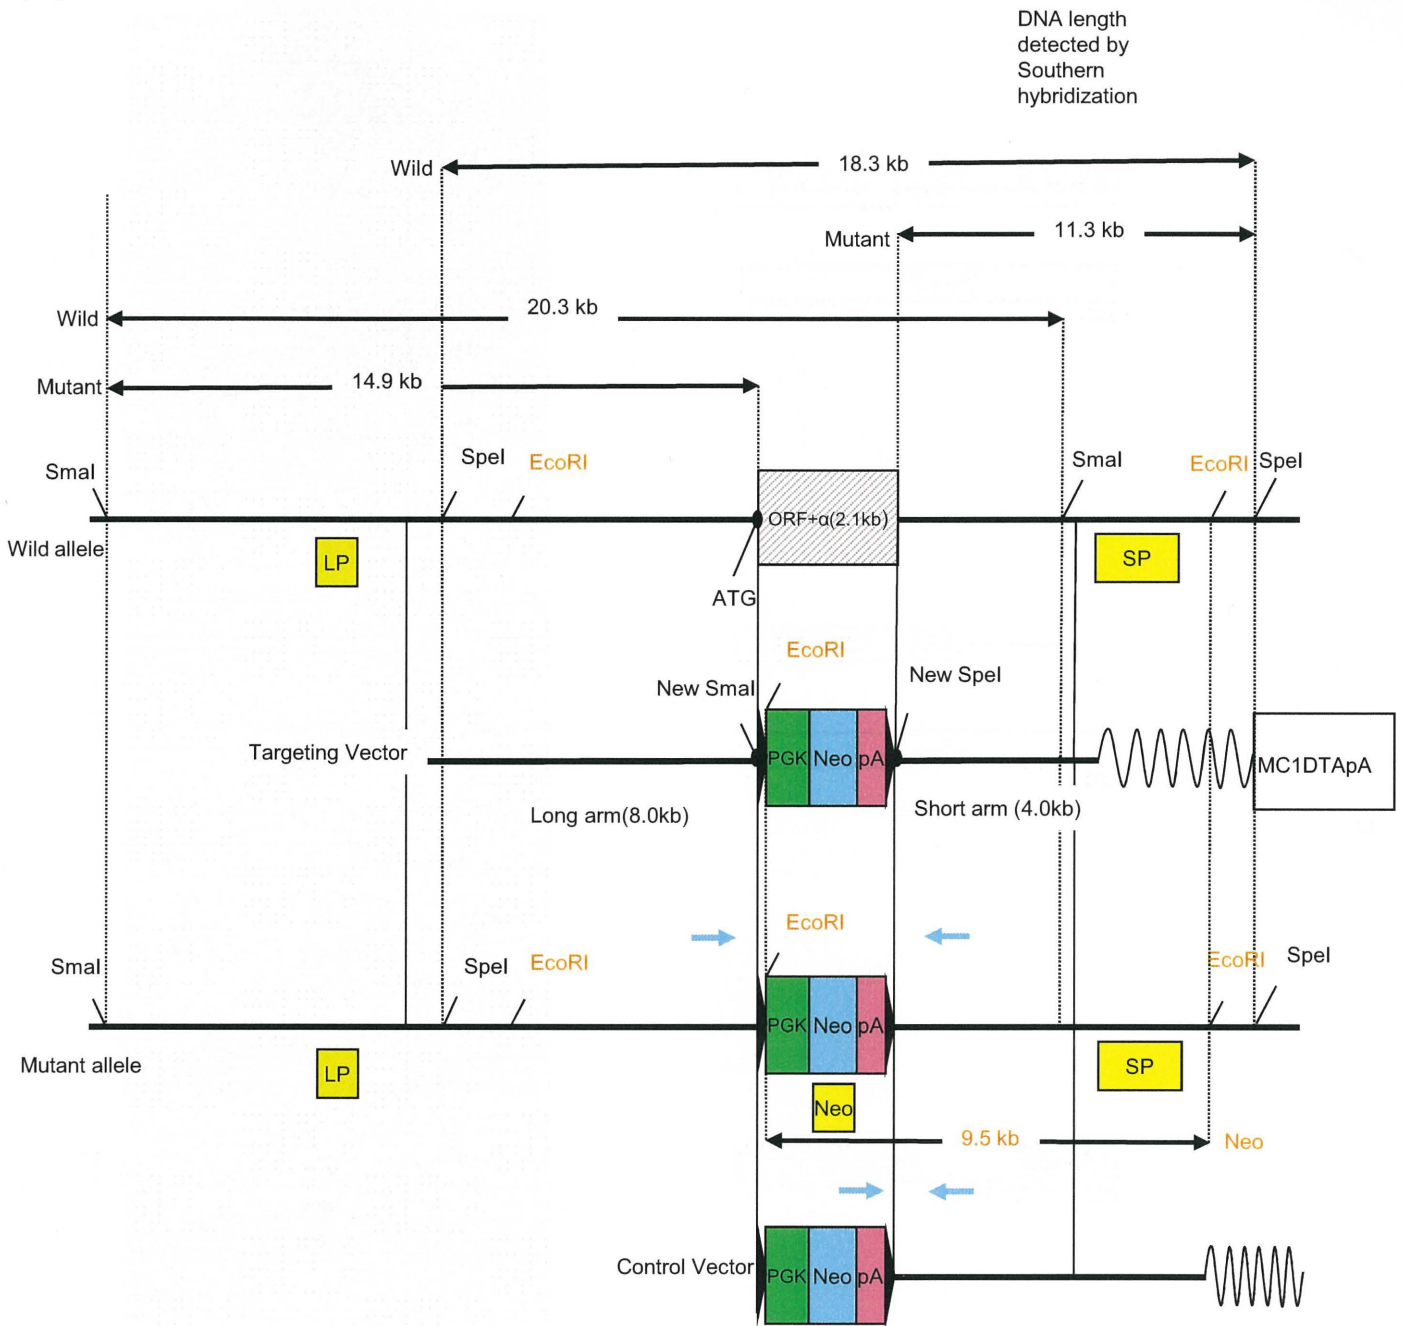 DNA length
detected by
Southern
hybridization
Wild
18.3 kb
Mutant
11.3 kb
Wild
20.3 kb
Mutant
14.9 kb
SmaI
SpeI
EcoRI
SmaI
EcoRI
SpeI
ORF+α(2.1kb)
Wild allele
LP
SP
ATG
EcoRI
New SmaI
New SpeI
Targeting Vector
PGK
Neo
pA
MC1DTApA
Long arm(8.0kb)
Short arm (4.0kb)
EcoRI
SmaI
SpeI
EcoRI
EcoRI
SpeI
PGK
Neo
pA
Mutant allele
LP
SP
Neo
9.5 kb
Neo
Control Vector
PGK
Neo
pA